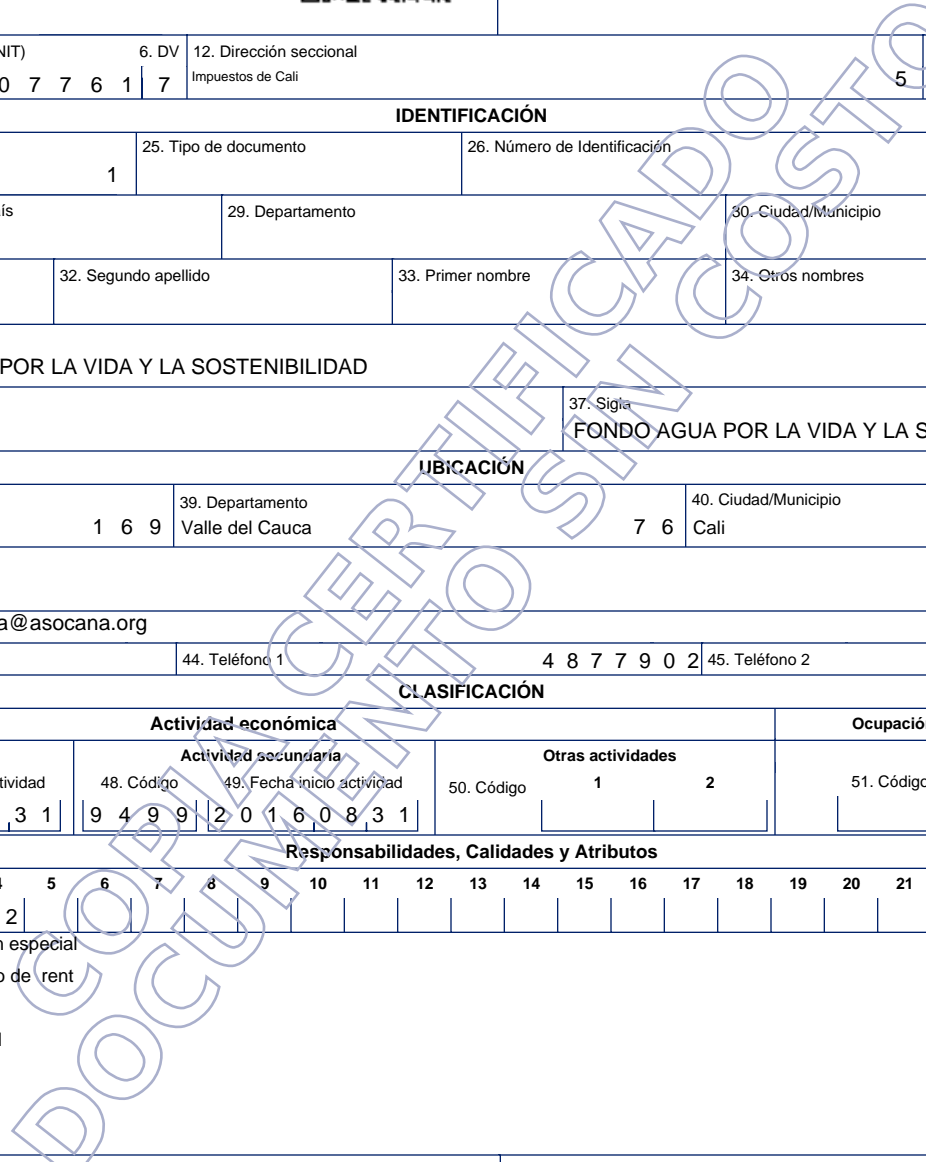 NIT) 6. DV 12. Dirección seccional
0 7 7 6 1 7 Impuestos de Cali 5
IDENTIFICACIÓN
25. Tipo de documento 26. Número de Identificación
1
ís 29. Departamento 30. Ciudad/Municipio
32. Segundo apellido 33. Primer nombre 34. Otros nombres
POR LA VIDA Y LA SOSTENIBILIDAD
37. Sigla
FONDO AGUA POR LA VIDA Y LA S
UBICACIÓN
39. Departamento 40. Ciudad/Municipio
1 6 9 Valle del Cauca 7 6 Cali
a@asocana.org
44. Teléfono 1 4 8 7 7 9 0 2 45. Teléfono 2
CLASIFICACIÓN
Actividad económica Ocupació
Actividad secundaria Otras actividades
tividad 48. Código 49. Fecha inicio actividad 50. Código 1 2 51. Código
3 1 9 4 9 9 2 0 1 6 0 8 3 1
Responsabilidades, Calidades y Atributos
5 6 7 8 9 10 11 12 13 14 15 16 17 18 19 20 21
2
n especial
o de rent
COPIA CERTIFICADO
DOCUMENTO SIN COSTO